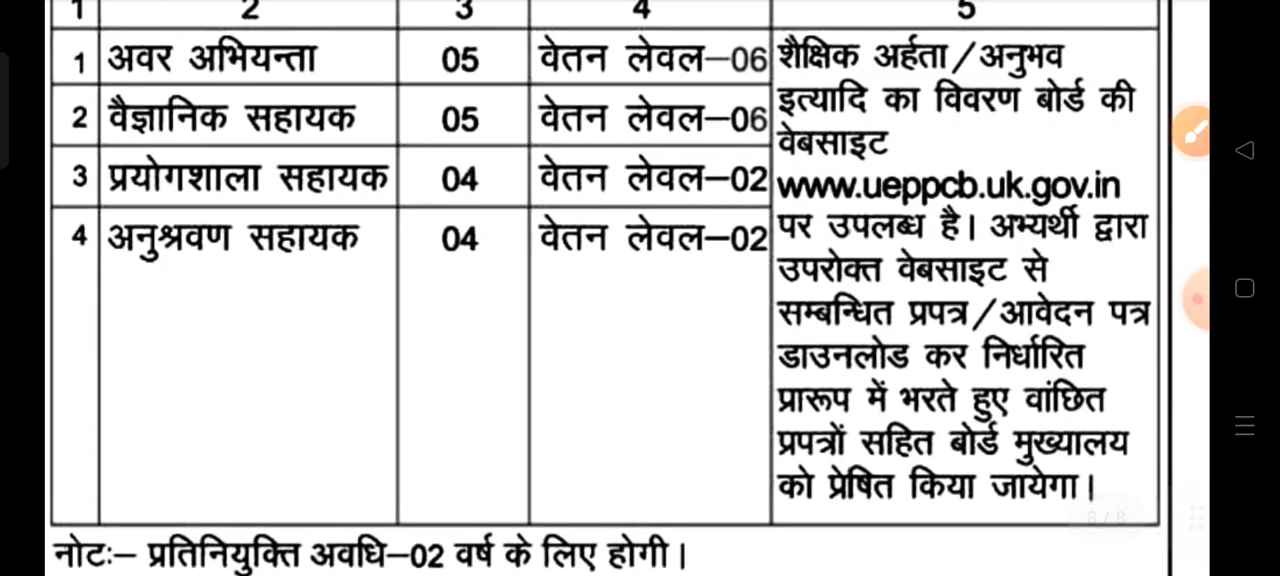 1 2 3 4 5
1 अवर अभियन्ता 05 वेतन लेवल–06
2 वैज्ञानिक सहायक 05 वेतन लेवल–06
3 प्रयोगशाला सहायक 04 वेतन लेवल–02
4 अनुश्रवण सहायक 04 वेतन लेवल–02
शैक्षिक अर्हता/अनुभव
इत्यादि का विवरण बोर्ड की
वेबसाइट
www.ueppcb.uk.gov.in
पर उपलब्ध है। अभ्यर्थी द्वारा
उपरोक्त वेबसाइट से
सम्बन्धित प्रपत्र/आवेदन पत्र
डाउनलोड कर निर्धारित
प्रारूप में भरते हुए वांछित
प्रपत्रों सहित बोर्ड मुख्यालय
को प्रेषित किया जायेगा।
3/8
नोटः– प्रतिनियुक्ति अवधि–02 वर्ष के लिए होगी।